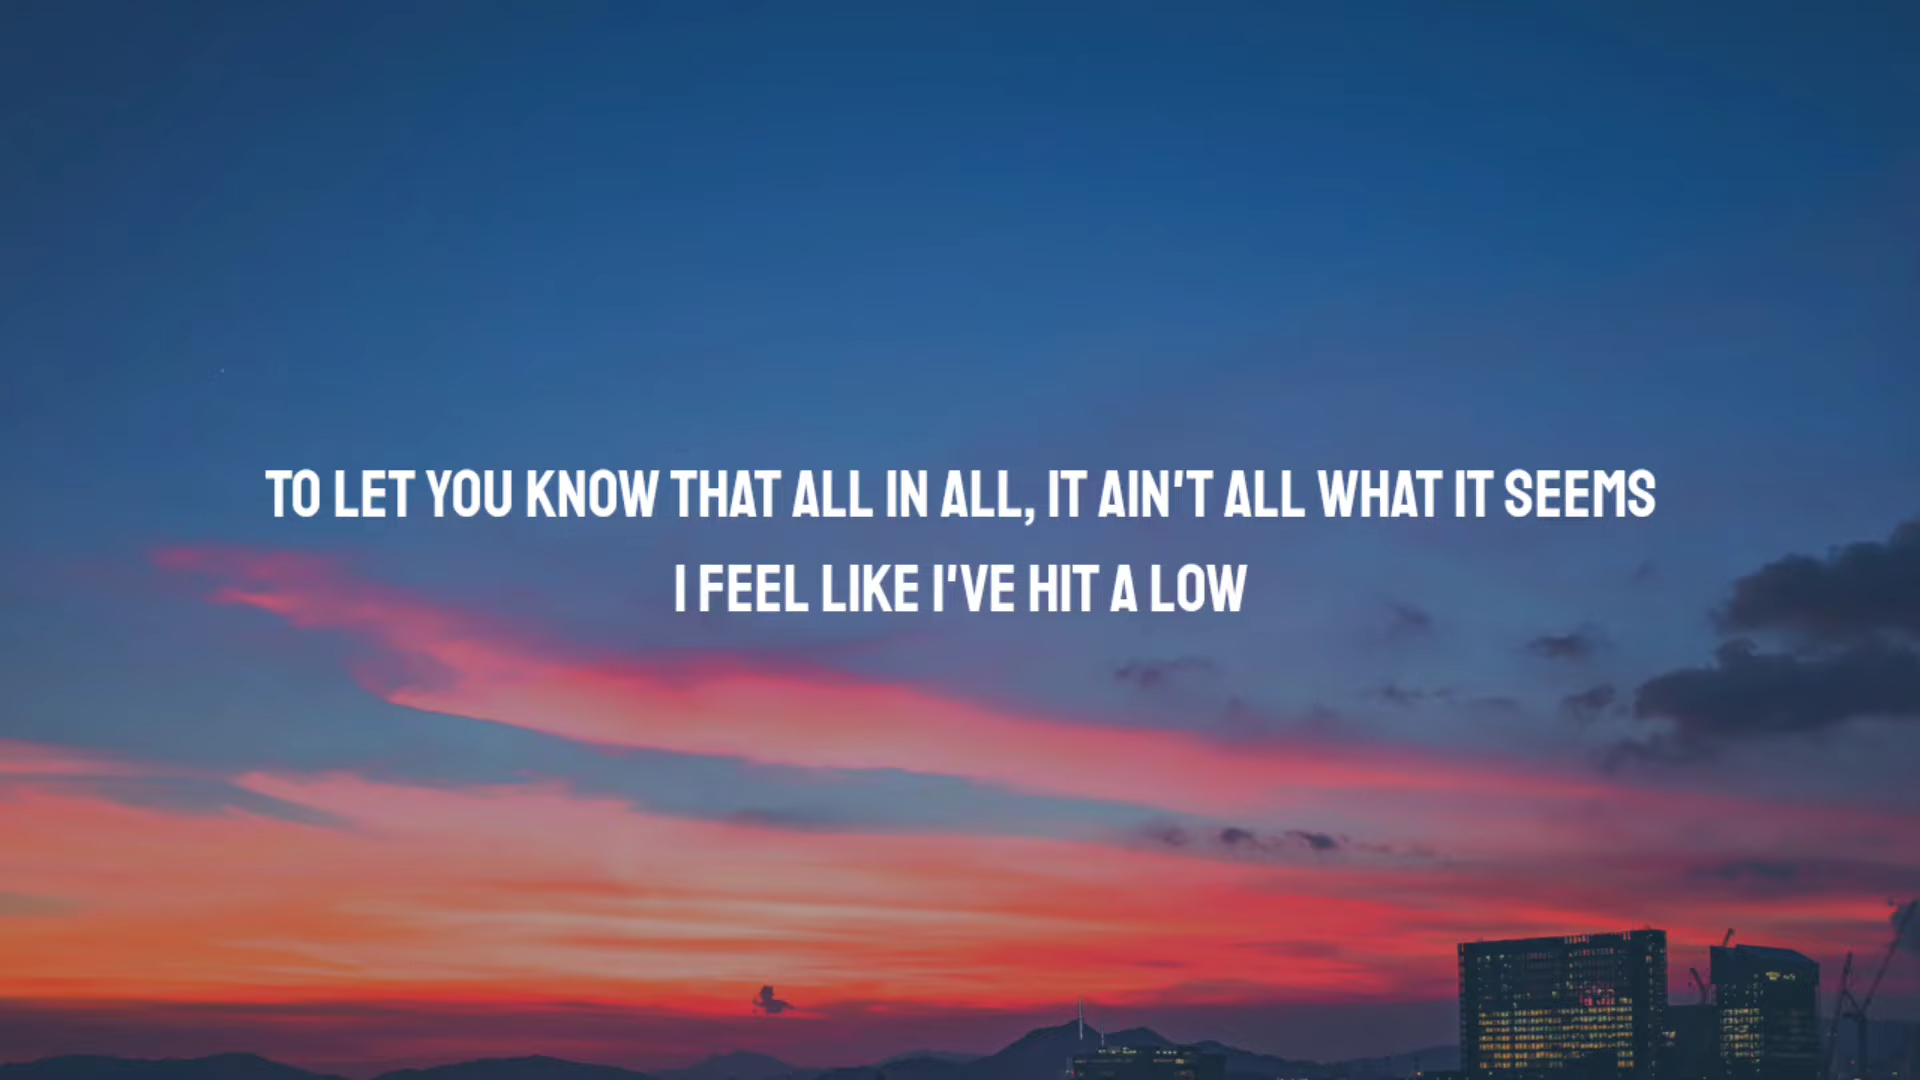 TO LET YOU KNOW THAT ALL IN ALL, IT AIN'T ALL WHAT IT SEEMS
I FEEL LIKE I'VE HIT A LOW